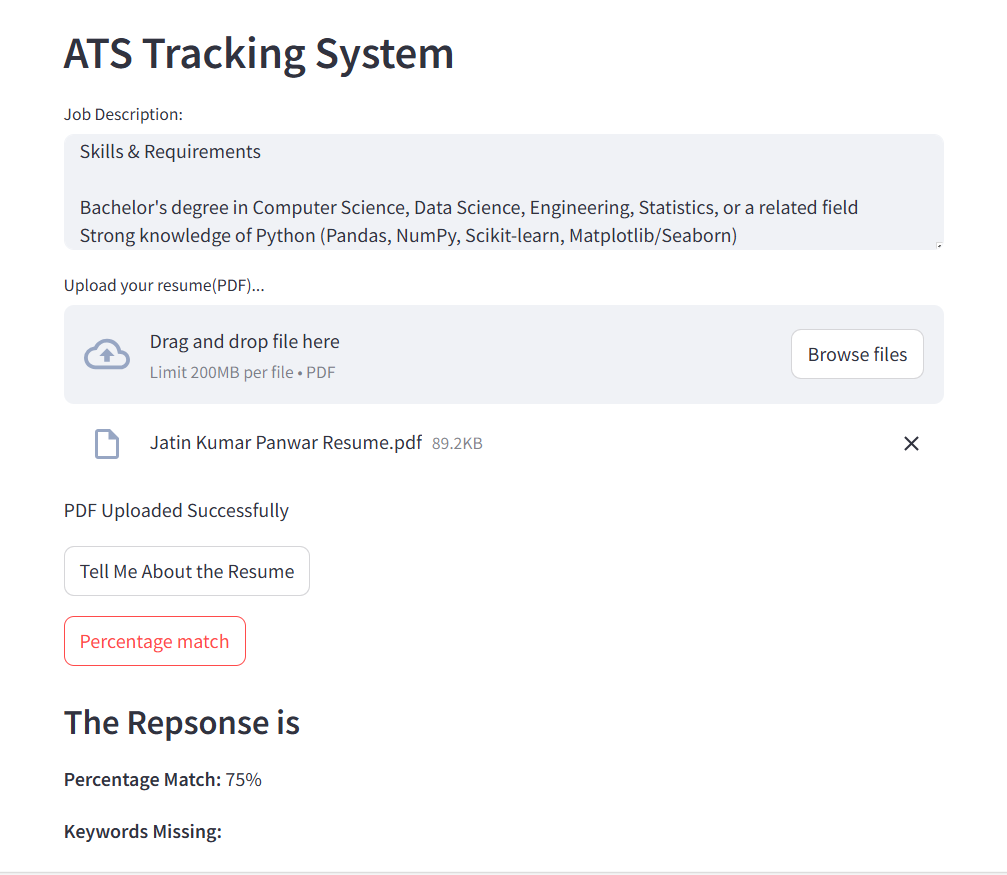 ATS Tracking System
Job Description:
Skills & Requirements
Bachelor's degree in Computer Science, Data Science, Engineering, Statistics, or a related field
Strong knowledge of Python (Pandas, NumPy, Scikit-learn, Matplotlib/Seaborn)
Upload your resume(PDF)...
Drag and drop file here
Limit 200MB per file • PDF
Browse files
Jatin Kumar Panwar Resume.pdf 89.2KB
PDF Uploaded Successfully
Tell Me About the Resume
Percentage match
The Repsonse is
Percentage Match: 75%
Keywords Missing: